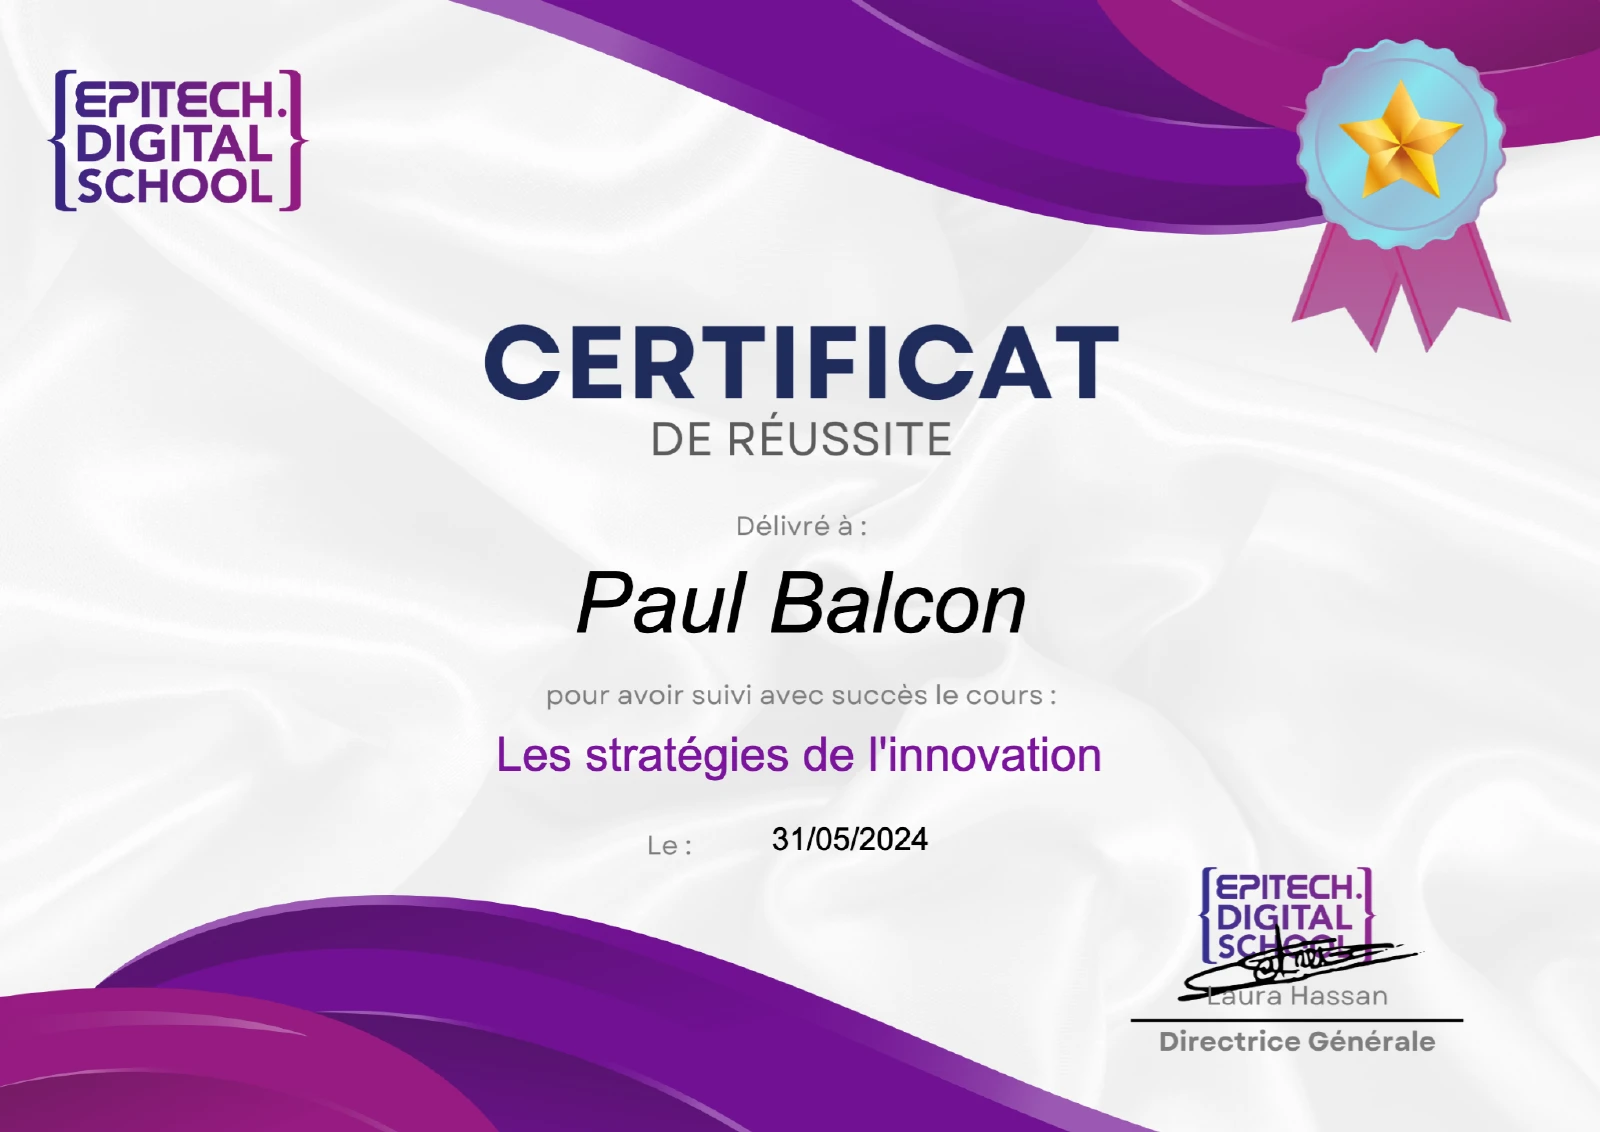 EPITECH.
DIGITAL
SCHOOL
CERTIFICAT
DE RÉUSSITE
Délivré à :
Paul Balcon
pour avoir suivi avec succès le cours :
Les stratégies de l'innovation
Le : 31/05/2024
EPITECH.
DIGITAL
SCHOOL
Laura Hassan
Directrice Générale